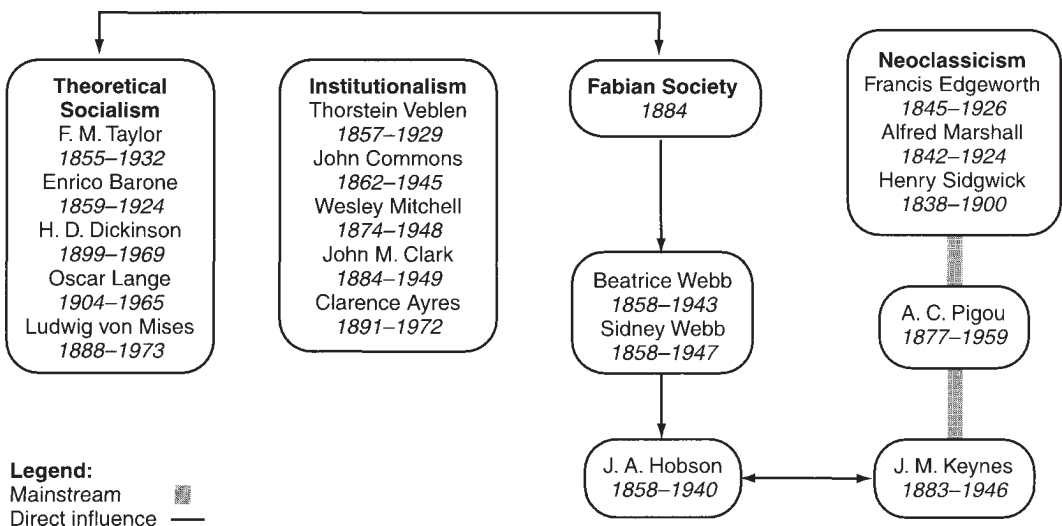 Theoretical
Socialism
F. M. Taylor
1855–1932
Enrico Barone
1859–1924
H. D. Dickinson
1899–1969
Oscar Lange
1904–1965
Ludwig von Mises
1888–1973
Institutionalism
Thorstein Veblen
1857–1929
John Commons
1862–1945
Wesley Mitchell
1874–1948
John M. Clark
1884–1949
Clarence Ayres
1891–1972
Fabian Society
1884
Beatrice Webb
1858–1943
Sidney Webb
1858–1947
J. A. Hobson
1858–1940
Neoclassicism
Francis Edgeworth
1845–1926
Alfred Marshall
1842–1924
Henry Sidgwick
1838–1900
A. C. Pigou
1877–1959
J. M. Keynes
1883–1946
Legend:
Mainstream
Direct influence